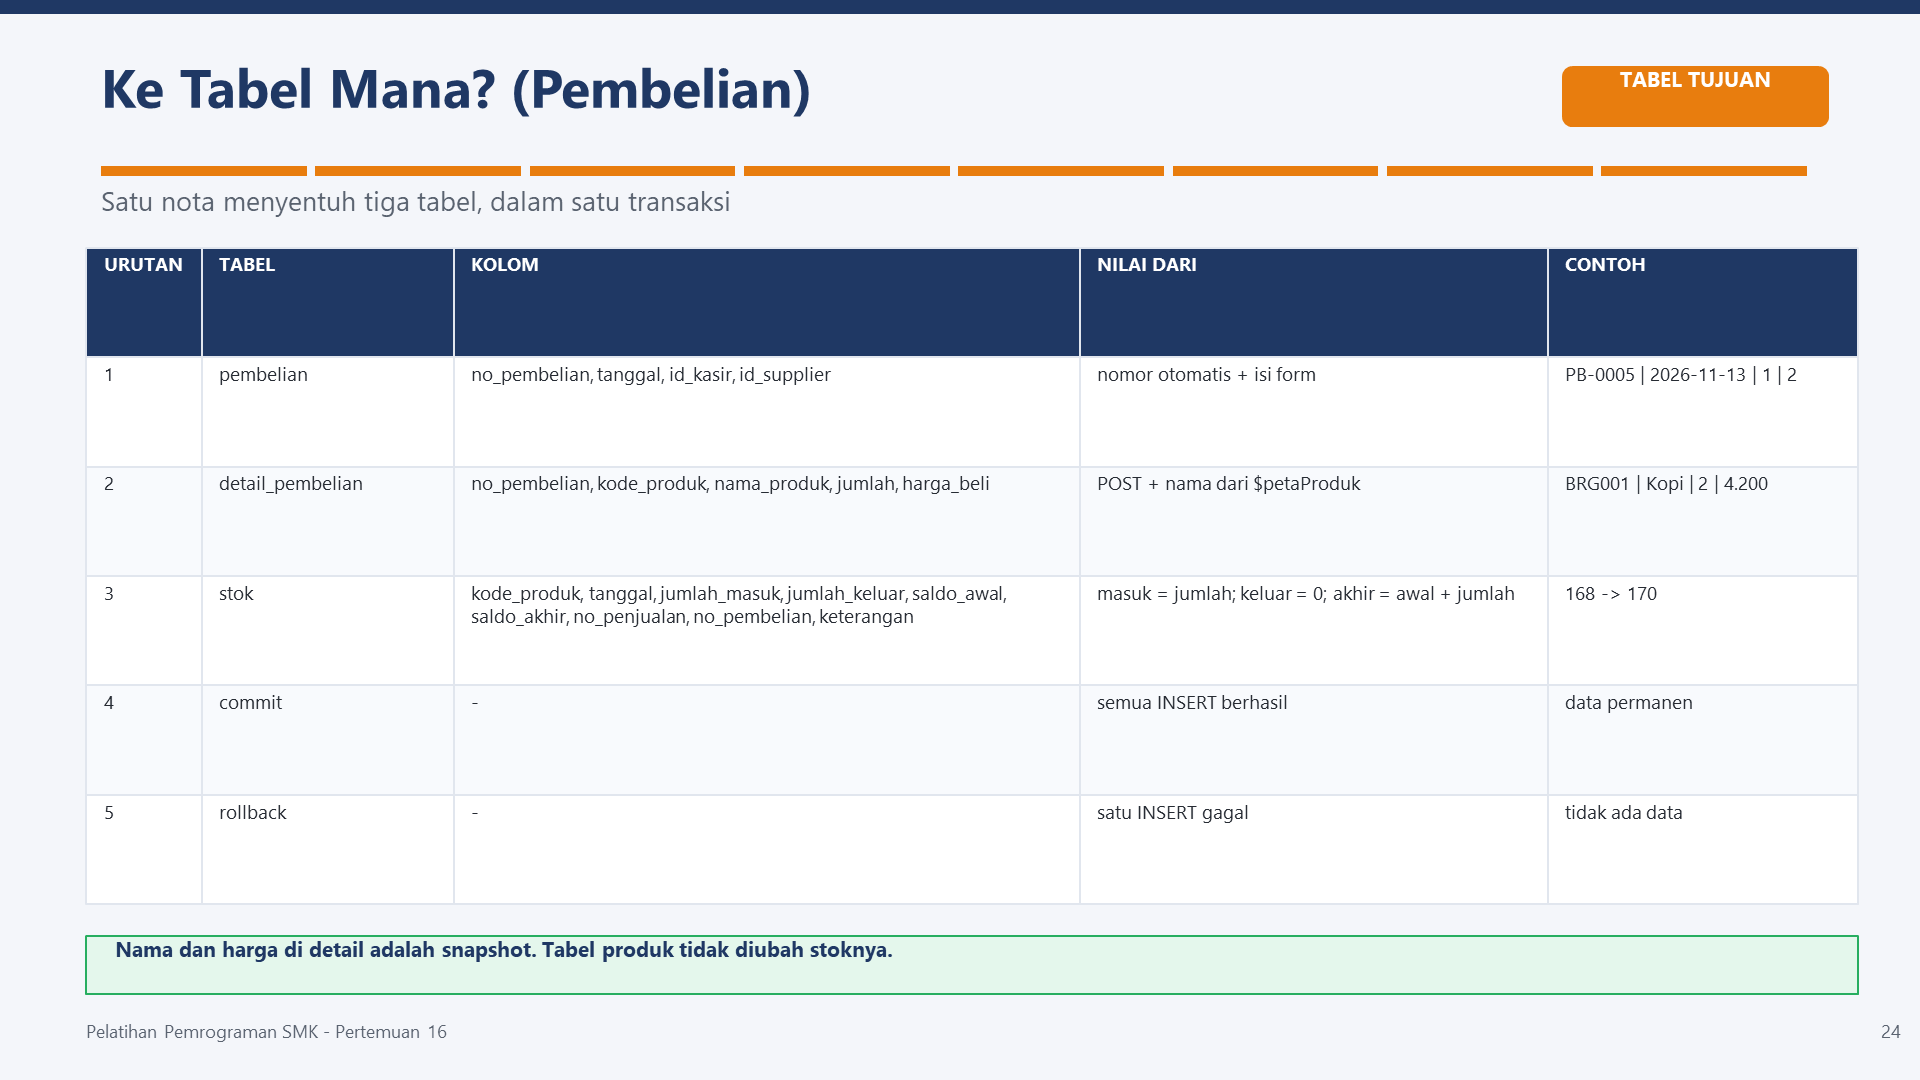 Ke Tabel Mana? (Pembelian)
TABEL TUJUAN
Satu nota menyentuh tiga tabel, dalam satu transaksi
URUTAN TABEL KOLOM NILAI DARI CONTOH
1 pembelian no_pembelian, tanggal, id_kasir, id_supplier nomor otomatis + isi form PB-0005 | 2026-11-13 | 1 | 2
2 detail_pembelian no_pembelian, kode_produk, nama_produk, jumlah, harga_beli POST + nama dari $petaProduk BRG001 | Kopi | 2 | 4.200
3 stok kode_produk, tanggal, jumlah_masuk, jumlah_keluar, saldo_awal, masuk = jumlah; keluar = 0; akhir = awal + jumlah 168 -> 170
saldo_akhir, no_penjualan, no_pembelian, keterangan
4 commit - semua INSERT berhasil data permanen
5 rollback - satu INSERT gagal tidak ada data
Nama dan harga di detail adalah snapshot. Tabel produk tidak diubah stoknya.
Pelatihan Pemrograman SMK - Pertemuan 16
24